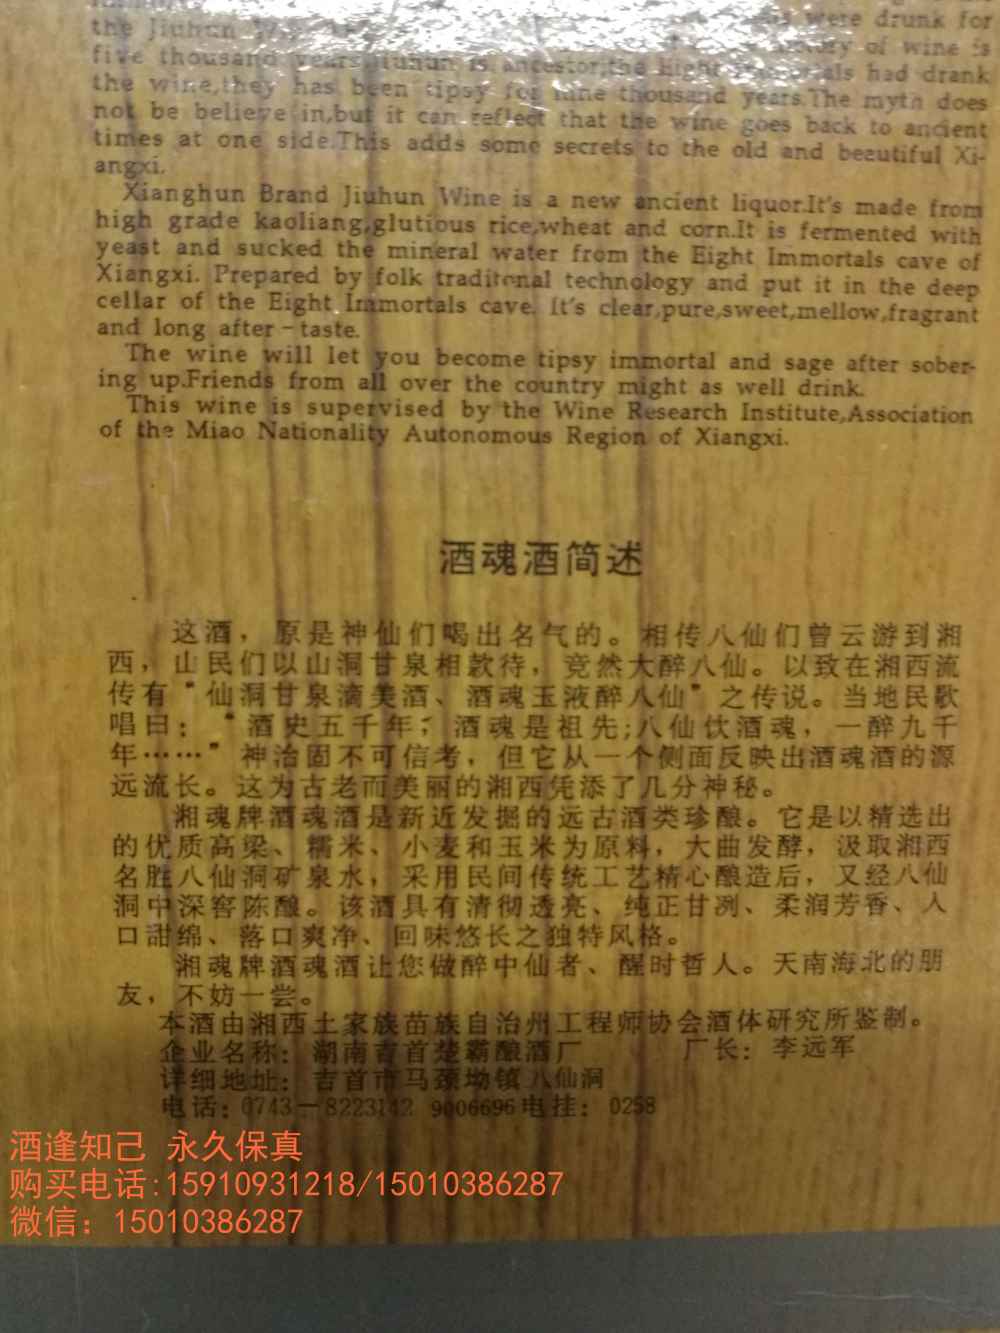 the Jiuhun
were drunk for
of wine is
five thousand years, Jiuhun is ancestor,the Eight Immortals had drank
the wine,they has been tipsy for nine thousand years.The myth does
not be believe in,but it can reflect that the wine goes back to ancient
times at one side.This adds some secrets to the old and beautiful Xi-
angxi.
Xianghun Brand Jiuhun Wine is a new ancient liquor.It's made from
high grade kaoliang,glutious rice,wheat and corn.It is fermented with
yeast and sucked the mineral water from the Eight Immortals cave of
Xiangxi. Prepared by folk traditonal technology and put it in the deep
cellar of the Eight Immortals cave. It's clear,pure,sweet,mellow,fragrant
and long after-taste.
The wine will let you become tipsy immortal and sage after sober-
ing up.Friends from all over the country might as well drink.
This wine is supervised by the Wine Research Institute,Association
of the Miao Nationality Autonomous Region of Xiangxi.
酒魂酒简述
这酒，原是神仙们喝出名气的。相传八仙们曾云游到湘
西，山民们以山洞甘泉相款待，竞然大醉八仙。以致在湘西流
传有“仙洞甘泉滴美酒、酒魂玉液醉八仙”之传说。当地民歌
唱曰：“酒史五千年，酒魂是祖先;八仙饮酒魂，一醉九千
年……”神治固不可信考，但它从一个侧面反映出酒魂酒的源
远流长。这为古老而美丽的湘西凭添了几分神秘。
湘魂牌酒魂酒是新近发掘的远古酒类珍酿。它是以精选出
的优质高梁、糯米、小麦和玉米为原料，大曲发酵，汲取湘西
名胜八仙洞矿泉水，采用民间传统工艺精心酿造后，又经八仙
洞中深窖陈酿。该酒具有清彻透亮、纯正甘冽、柔润芳香、入
口甜绵、落口爽净、回味悠长之独特风格。
湘魂牌酒魂酒让您做醉中仙者、醒时哲人。天南海北的朋
友，不妨一尝。
本酒由湘西土家族苗族自治州工程师协会酒体研究所鉴制。
企业名称：湖南吉首楚霸酿酒厂 厂长：李远军
详细地址：吉首市马颈坳镇八仙洞
电话：0743－8223142 9006696 电挂：0258
酒逢知己 永久保真
购买电话:15910931218/15010386287
微信：15010386287